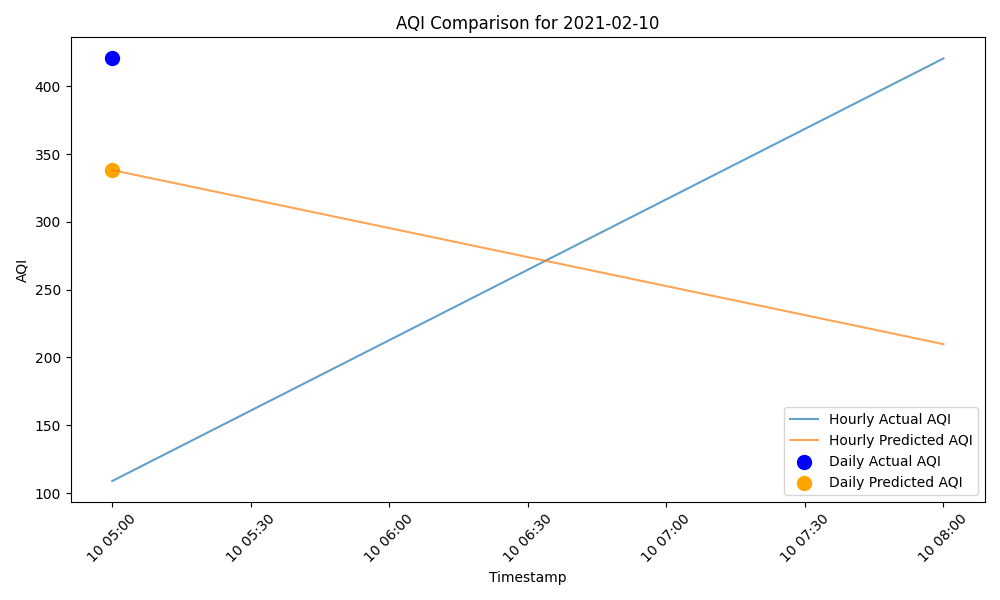 AQI Comparison for 2021-02-10
AQI
400
350
300
250
200
150
100
Hourly Actual AQI
Hourly Predicted AQI
Daily Actual AQI
Daily Predicted AQI
10 05:00
10 05:30
10 06:00
10 06:30
10 07:00
10 07:30
10 08:00
Timestamp